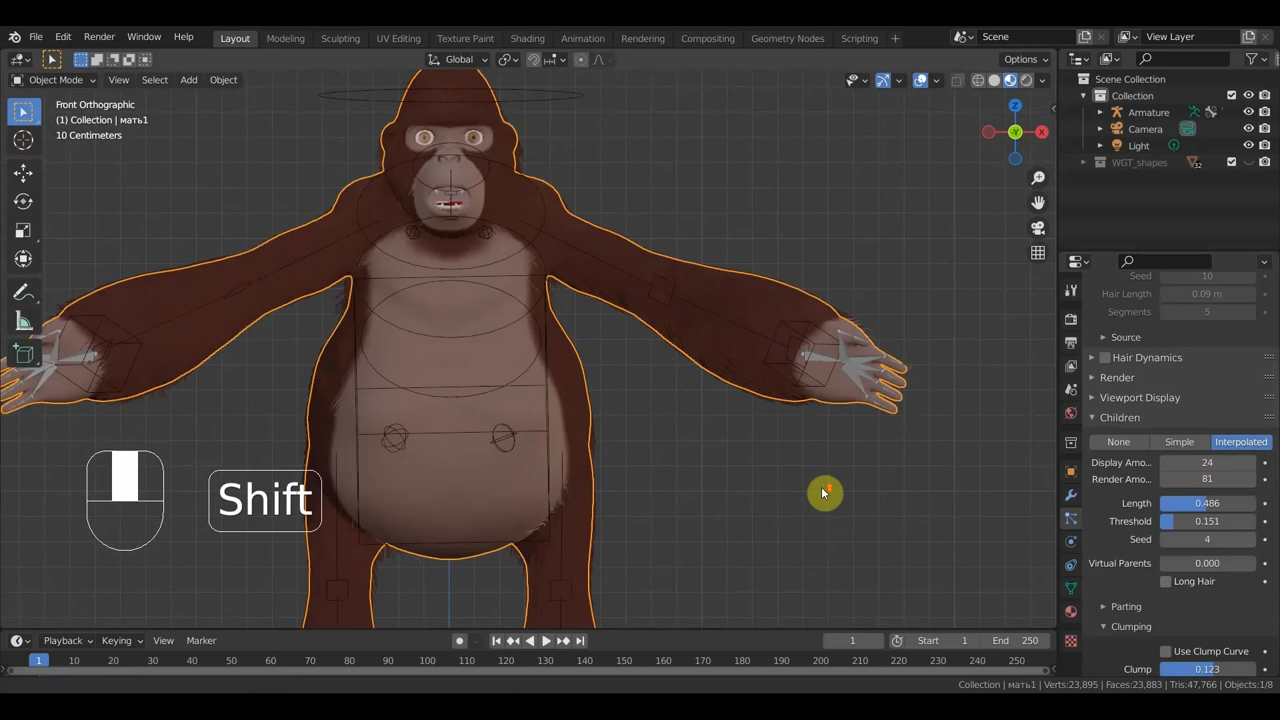 File Edit Render Window Help Layout Modeling Sculpting UV Editing Texture Paint Shading Animation Rendering Compositing Geometry Nodes Scripting + Scene View Layer
Global Options
Object Mode View Select Add Object
Front Orthographic
(1) Collection | мать1
10 Centimeters
Z
X
-Y
Scene Collection
Collection
Armature
Camera
Light
WGT_shapes 32
Seed 10
Hair Length 0.09 m
Segments 5
Source
Hair Dynamics
Render
Viewport Display
Children
None Simple Interpolated
Display Amo... 24
Render Amo... 81
Length 0.486
Threshold 0.151
Seed 4
Virtual Parents 0.000
Long Hair
Parting
Clumping
Use Clump Curve
Clump 0.123
Shift
Playback Keying View Marker 1 Start 1 End 250
1 10 20 30 40 50 60 70 80 90 100 110 120 130 140 150 160 170 180 190 200 210 220 230 240 250
Collection | мать1 | Verts:23,895 | Faces:23,883 | Tris:47,766 | Objects:1/8